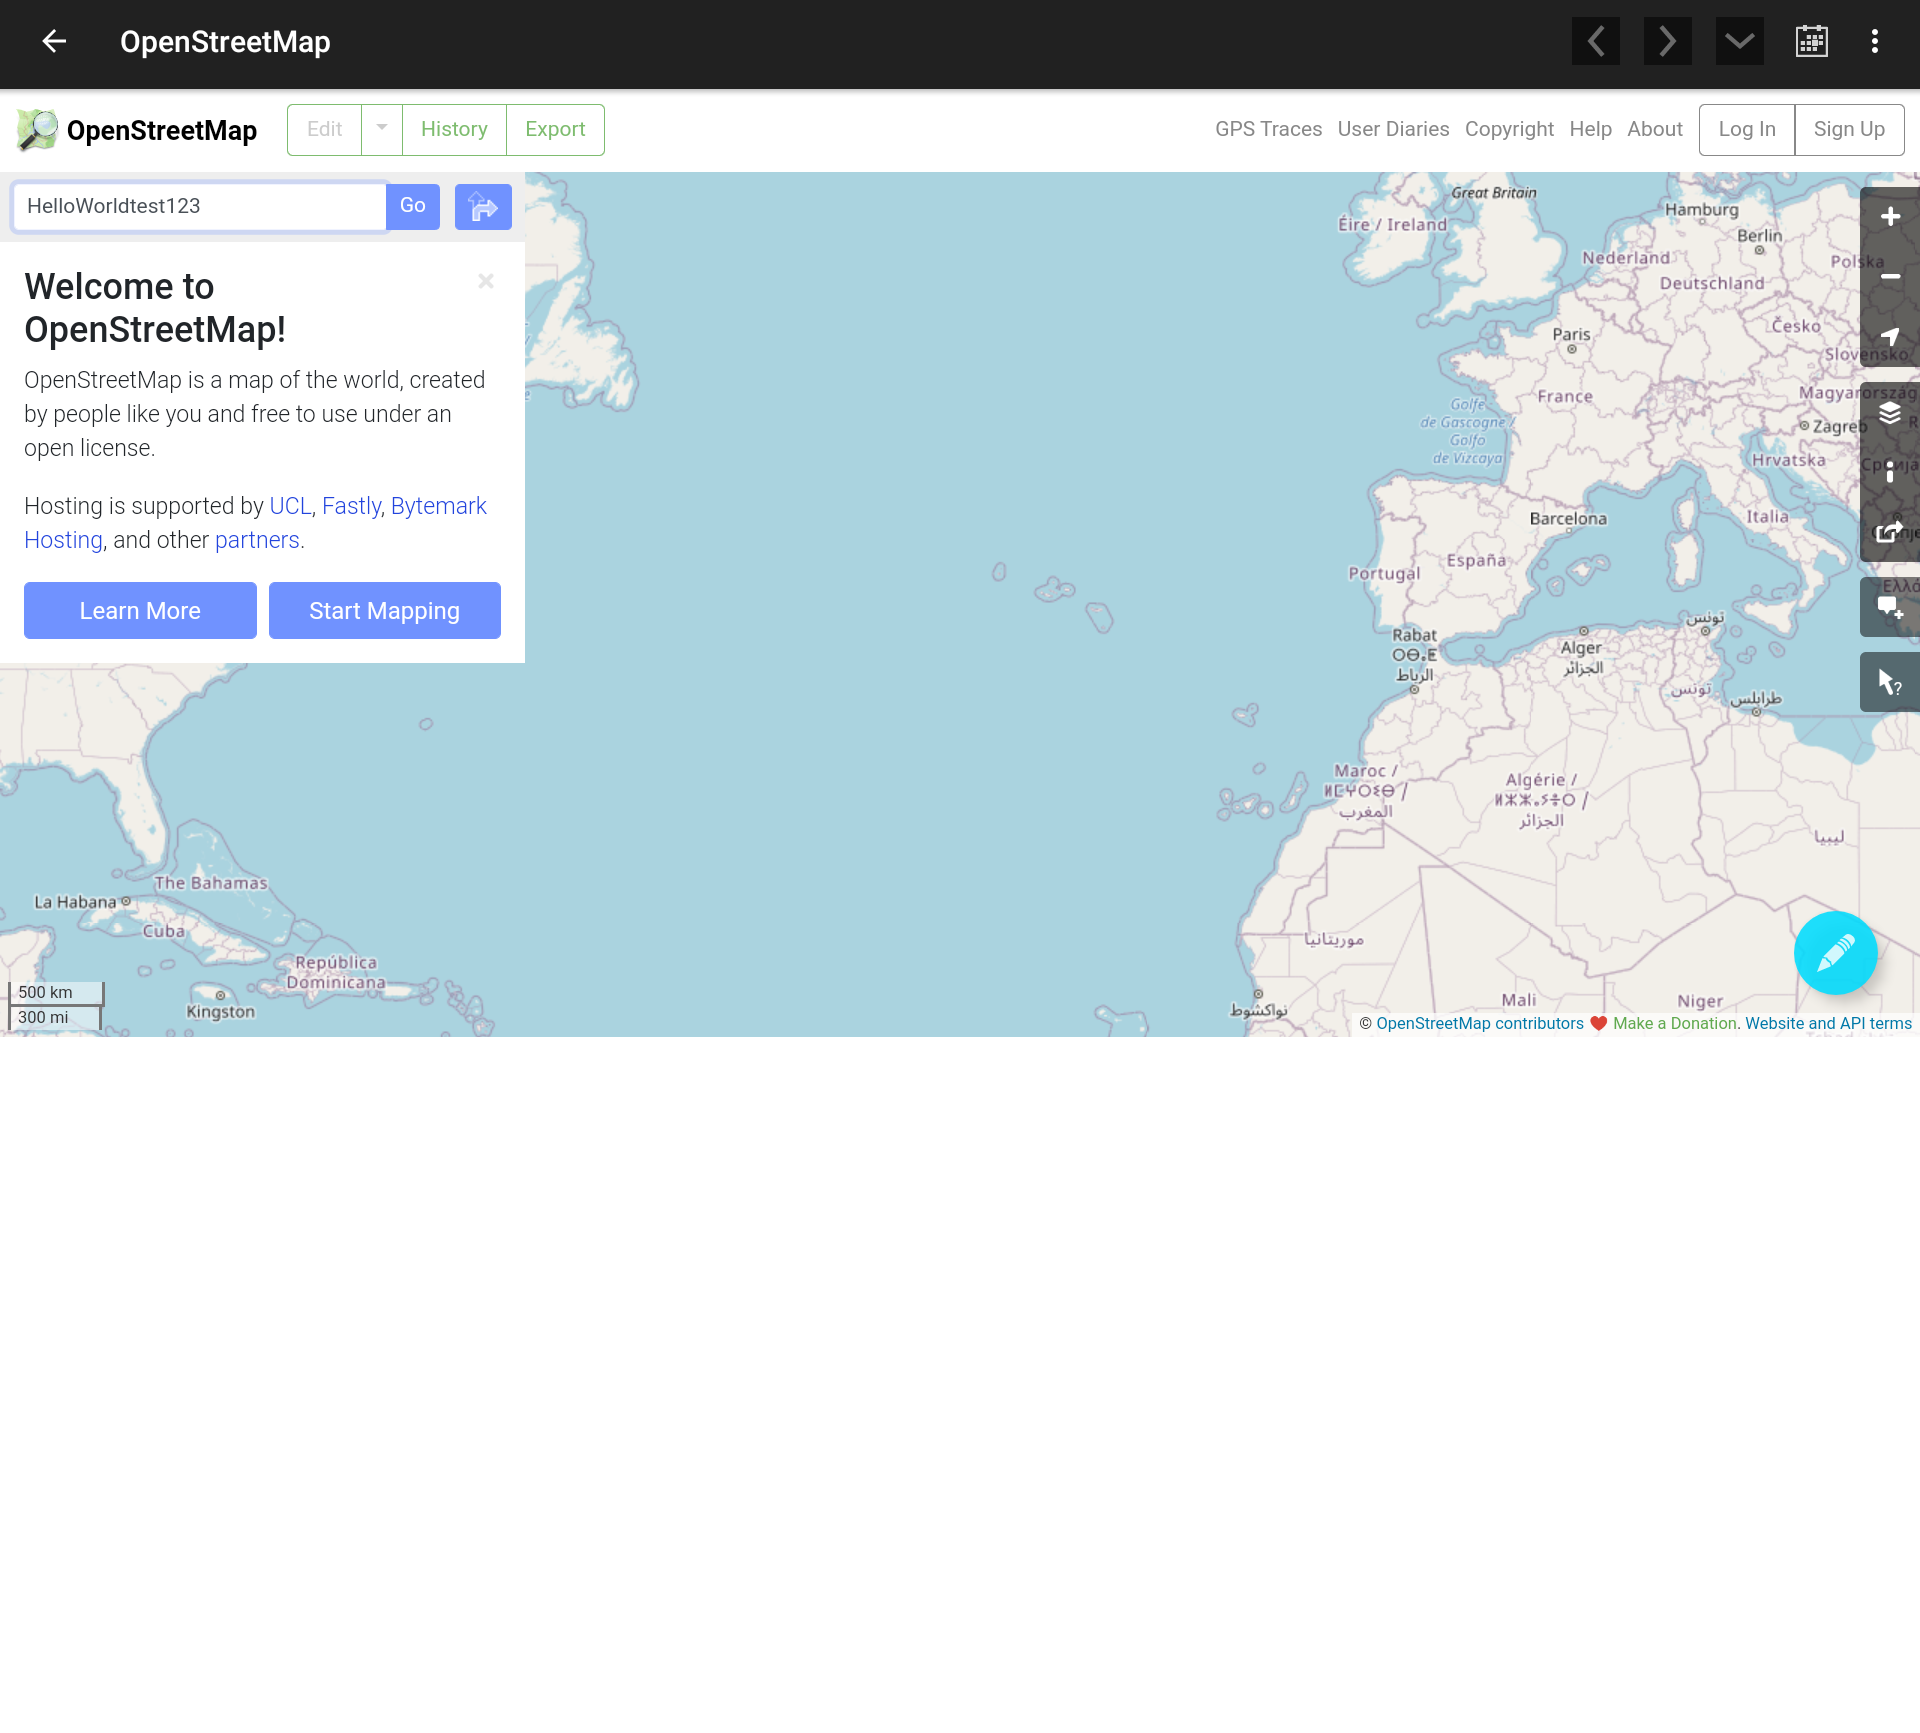 OpenStreetMap
OpenStreetMap
Edit
History
Export
GPS Traces
User Diaries
Copyright
Help
About
Log In
Sign Up
HelloWorldtest123
Go
Welcome to
OpenStreetMap!
OpenStreetMap is a map of the world, created
by people like you and free to use under an
open license.
Hosting is supported by UCL, Fastly, Bytemark
Hosting, and other partners.
Learn More
Start Mapping
Great Britain
Éire / Ireland
Hamburg
Berlin
Nederland
Polska
Deutschland
Paris
Česko
Slovensko
France
Magyarország
Golfe
de Gascogne /
Golfo
de Vizcaya
Zagreb
Hrvatska
Barcelona
Italia
España
Portugal
Rabat
ⵔⴱⴰⵟ
الرباط
Alger
الجزائر
تونس
تونس
طرابلس
Maroc /
ⵍⵎⵖⵔⵉⴱ /
المغرب
Algérie /
ⵍⵣⵣⴰⵢⴻⵔ /
الجزائر
ليبيا
The Bahamas
La Habana
Cuba
República
Dominicana
Kingston
موريتانيا
نواكشوط
Mali
Niger
500 km
300 mi
© OpenStreetMap contributors ♥ Make a Donation. Website and API terms